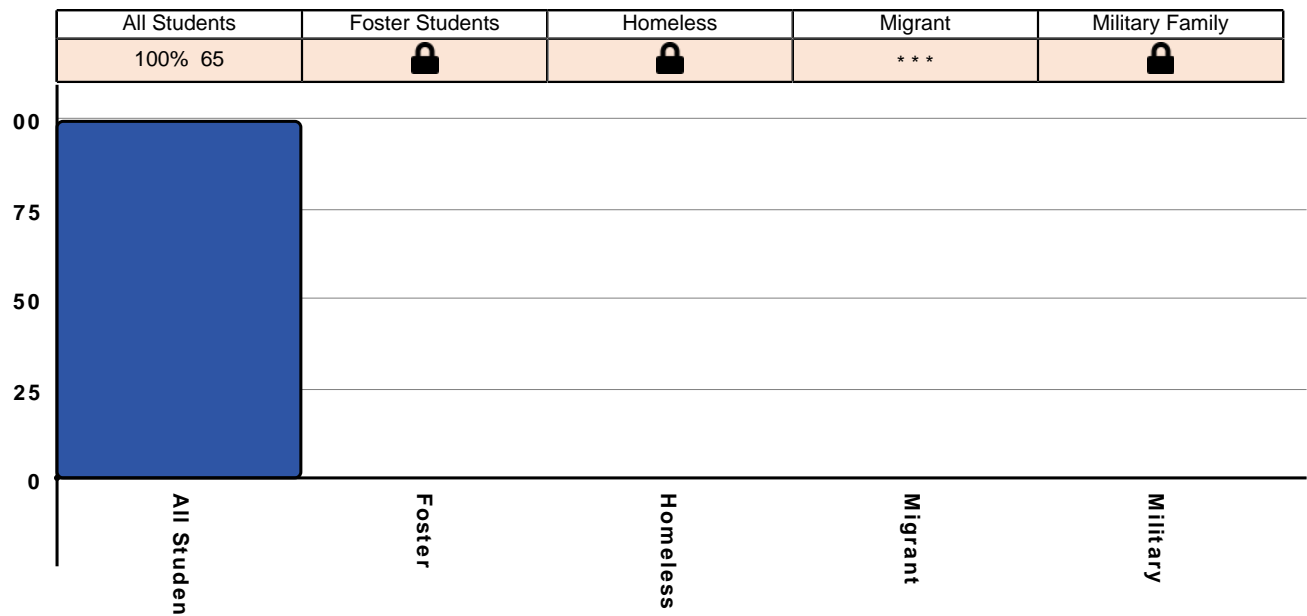 All Students Foster Students Homeless Migrant Military Family
100% 65 * * *
00
75
50
25
0
All Studen
Foster
Homeless
Migrant
Military